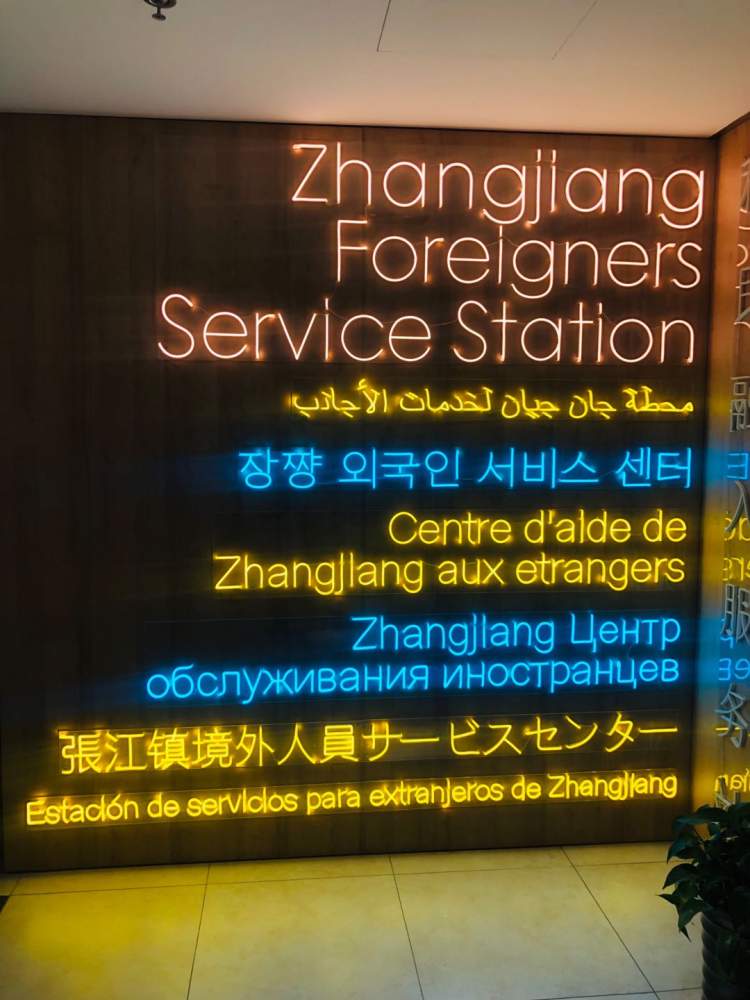 Zhangjiang
Foreigners
Service Station
محطة جان جيان لخدمات الأجانب
장쨩 외국인 서비스 센터
Centre d'aide de
Zhangjiang aux etrangers
Zhangjiang Центр
обслуживания иностранцев
張江镇境外人員サービスセンター
Estación de servicios para extranjeros de Zhangjiang